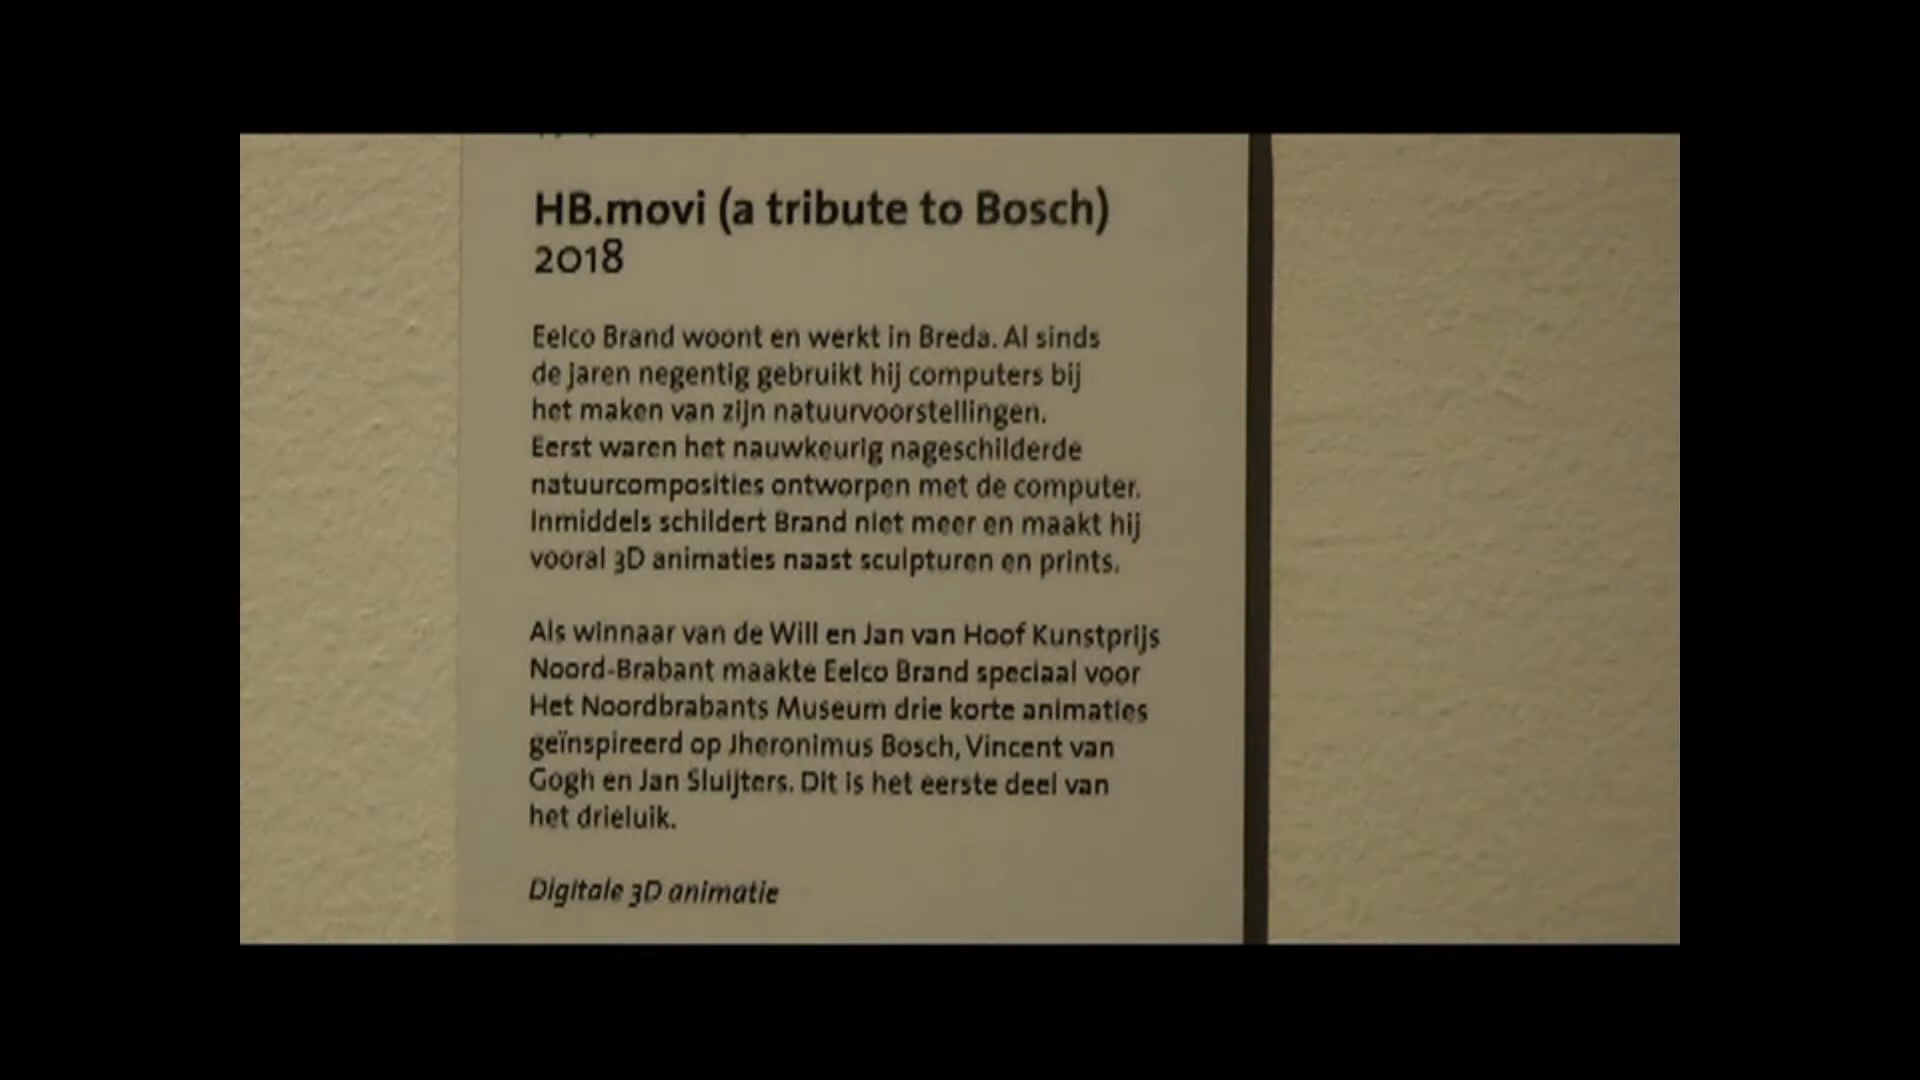 HB.movi (a tribute to Bosch)
2018
Eelco Brand woont en werkt in Breda. Al sinds
de jaren negentig gebruikt hij computers bij
het maken van zijn natuurvoorstellingen.
Eerst waren het nauwkeurig nageschilderde
natuurcomposities ontworpen met de computer.
Inmiddels schildert Brand niet meer en maakt hij
vooral 3D animaties naast sculpturen en prints.
Als winnaar van de Will en Jan van Hoof Kunstprijs
Noord-Brabant maakte Eelco Brand speciaal voor
Het Noordbrabants Museum drie korte animaties
geïnspireerd op Jheronimus Bosch, Vincent van
Gogh en Jan Sluijters. Dit is het eerste deel van
het drieluik.
Digitale 3D animatie